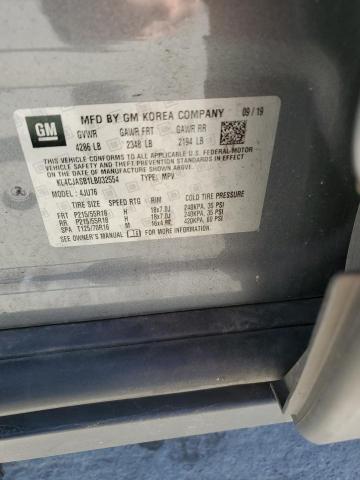 GM
MFD BY GM KOREA COMPANY 09/19
GVWR GAWR FRT GAWR RR
4286 LB 2348 LB 2194 LB
THIS VEHICLE CONFORMS TO ALL APPLICABLE U.S. FEDERAL MOTOR
VEHICLE SAFETY AND THEFT PREVENTION STANDARDS IN EFFECT ON THE
DATE OF MANUFACTURE SHOWN ABOVE.
KL4CJASB1LB032554 TYPE: MPV
MODEL: 4JU76
TIRE SIZE SPEED RTG RIM COLD TIRE PRESSURE
FRT P215/55R18 H 18x7.0J 240KPA, 35 PSI
RR P215/55R18 H 18x7.0J 240KPA, 35 PSI
SPA T125/70R16 M 16x4 420KPA, 60 PSI
SEE OWNER'S MANUAL FOR ADDITIONAL INFORMATION.